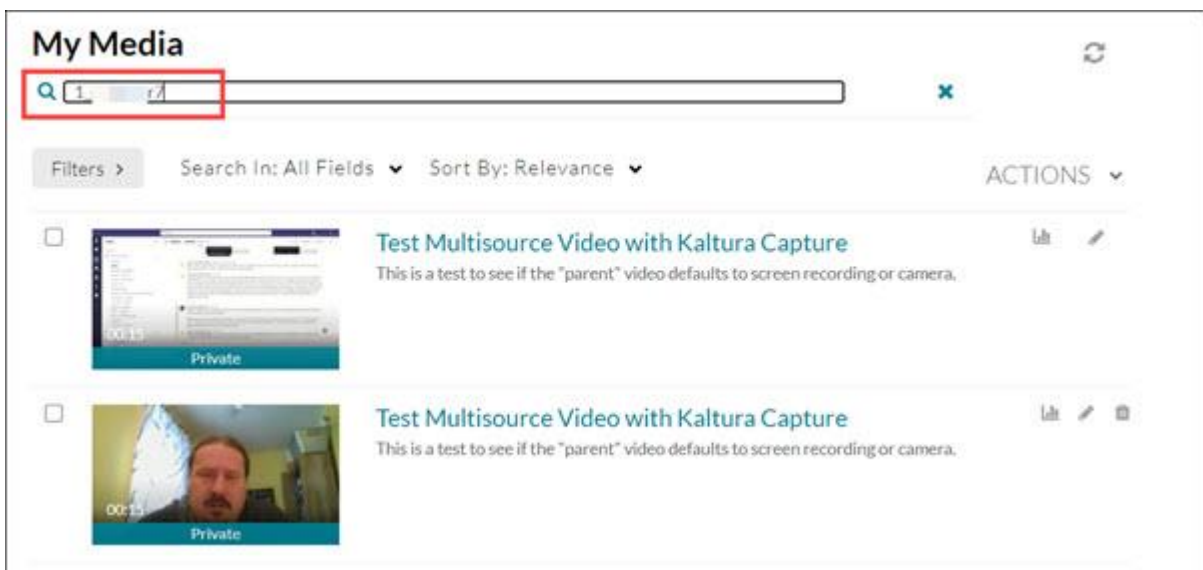 My Media
1_ r7
Filters >
Search In: All Fields
Sort By: Relevance
ACTIONS
Test Multisource Video with Kaltura Capture
This is a test to see if the "parent" video defaults to screen recording or camera.
00:15
Private
Test Multisource Video with Kaltura Capture
This is a test to see if the "parent" video defaults to screen recording or camera.
00:15
Private